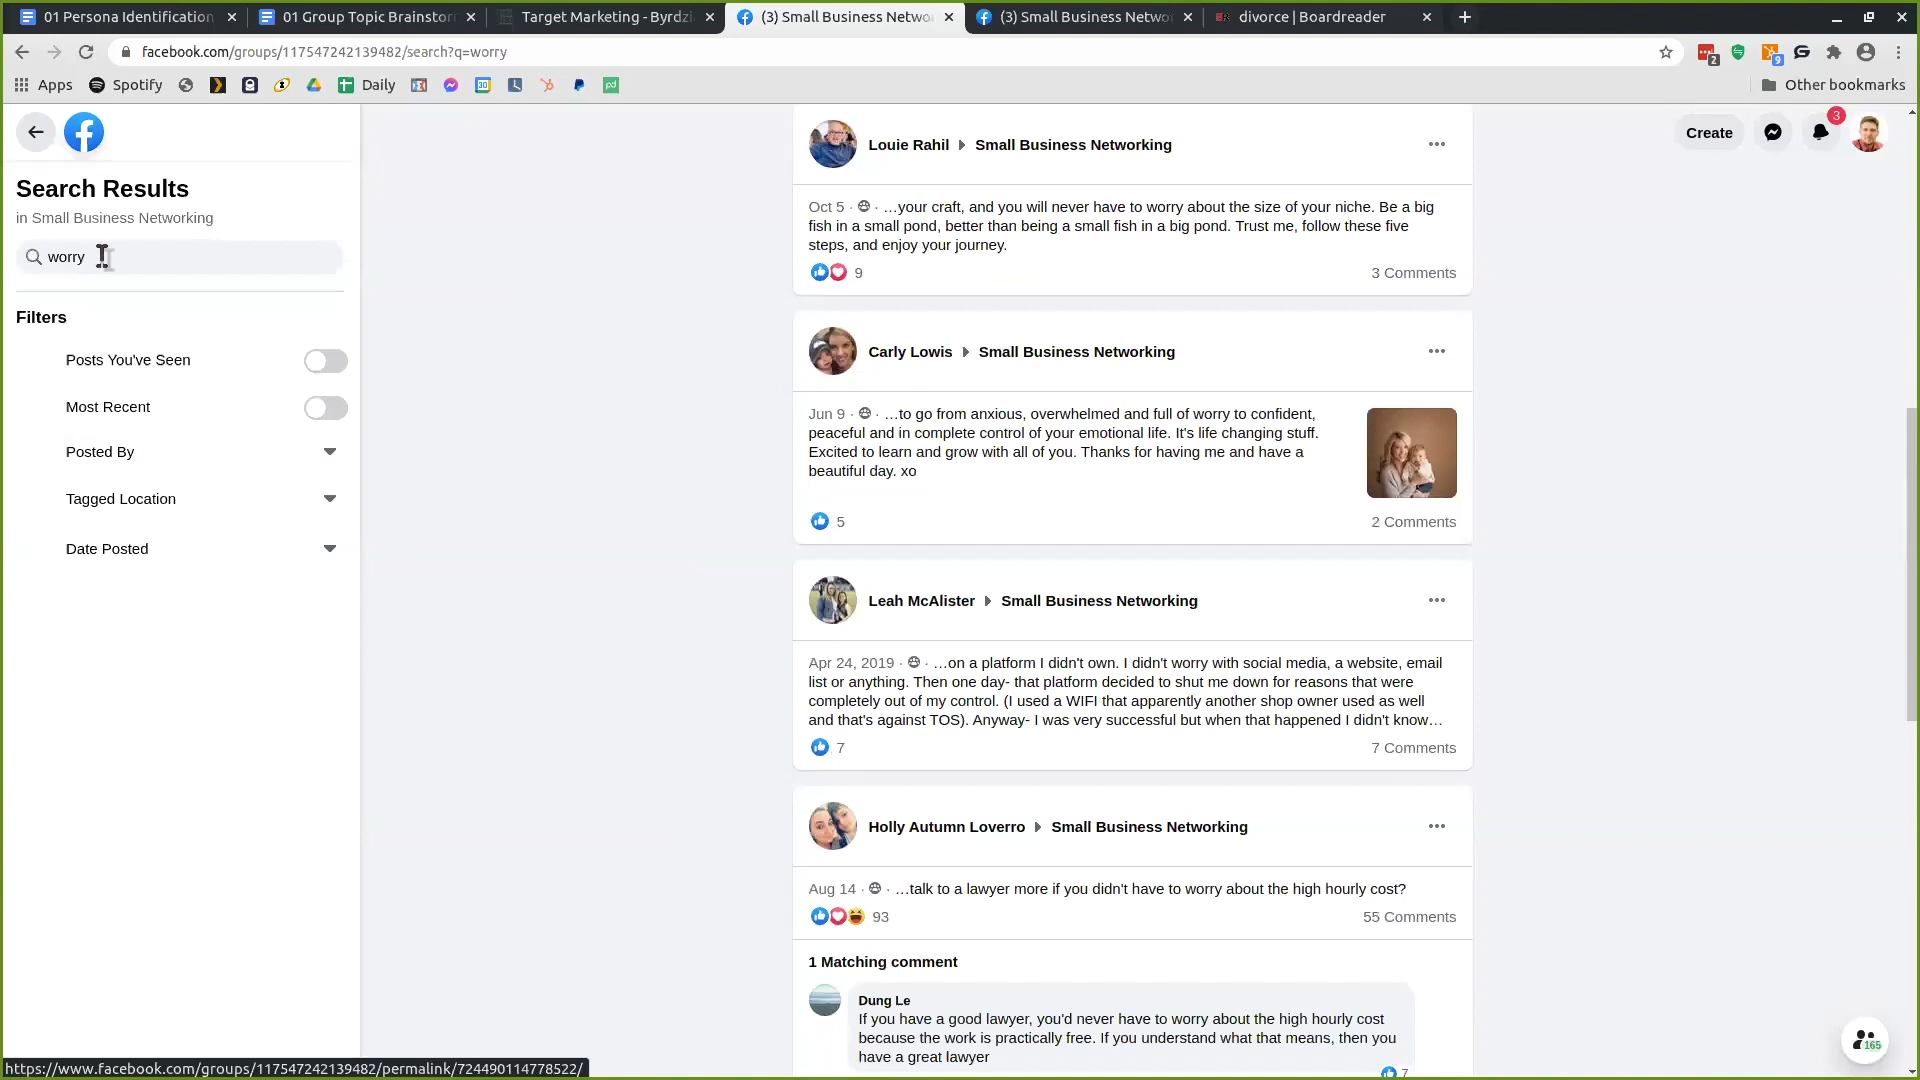 01 Persona Identification
01 Group Topic Brainstor
Target Marketing - Byrdzi
(3) Small Business Netwo
(3) Small Business Netwo
divorce | Boardreader
facebook.com/groups/117547242139482/search?q=worry
2
9
Apps
Spotify
30
Daily
pd
Other bookmarks
Search Results
in Small Business Networking
worry
Filters
Posts You've Seen
Most Recent
Posted By
Tagged Location
Date Posted
Create
3
Louie Rahil
Small Business Networking
Oct 5 · · …your craft, and you will never have to worry about the size of your niche. Be a big
fish in a small pond, better than being a small fish in a big pond. Trust me, follow these five
steps, and enjoy your journey.
9
3 Comments
Carly Lowis
Small Business Networking
Jun 9 · · …to go from anxious, overwhelmed and full of worry to confident,
peaceful and in complete control of your emotional life. It's life changing stuff.
Excited to learn and grow with all of you. Thanks for having me and have a
beautiful day. xo
5
2 Comments
Leah McAlister
Small Business Networking
Apr 24, 2019 · · …on a platform I didn't own. I didn't worry with social media, a website, email
list or anything. Then one day- that platform decided to shut me down for reasons that were
completely out of my control. (I used a WIFI that apparently another shop owner used as well
and that's against TOS). Anyway- I was very successful but when that happened I didn't know…
7
7 Comments
Holly Autumn Loverro
Small Business Networking
Aug 14 · · …talk to a lawyer more if you didn't have to worry about the high hourly cost?
93
55 Comments
1 Matching comment
Dung Le
If you have a good lawyer, you'd never have to worry about the high hourly cost
because the work is practically free. If you understand what that means, then you
have a great lawyer
7
165
https://www.facebook.com/groups/117547242139482/permalink/724490114778522/